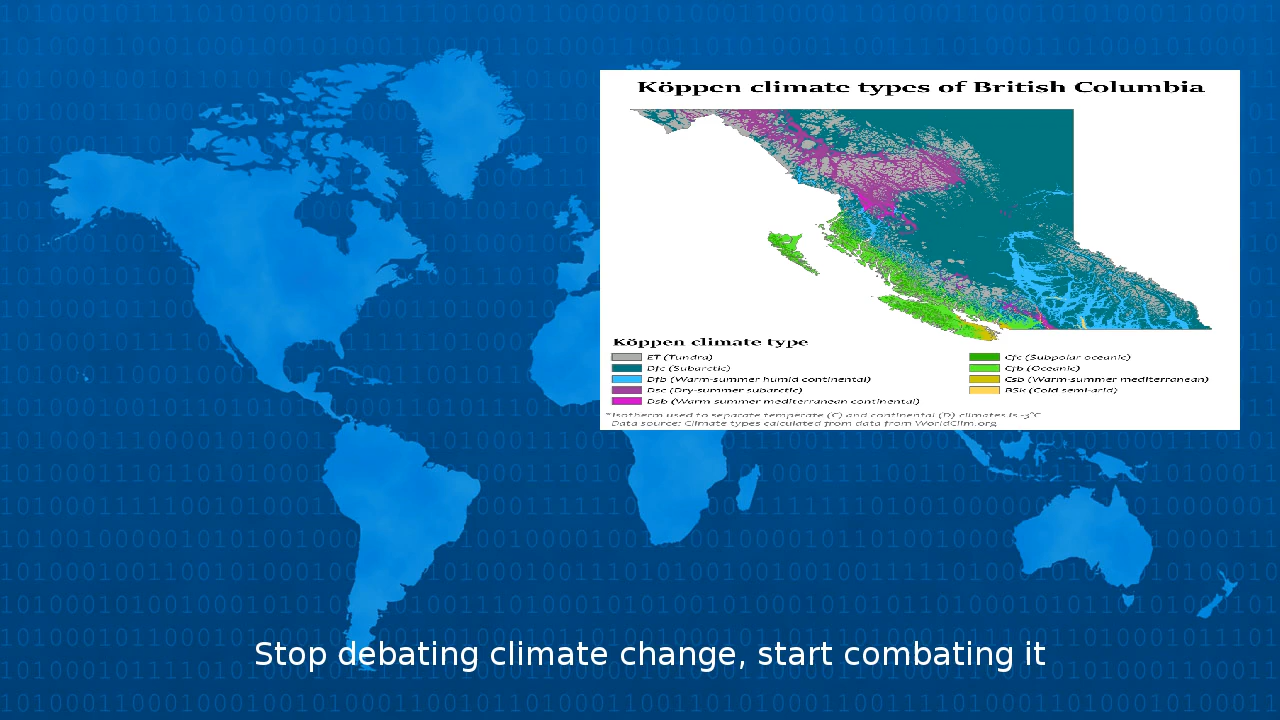 Köppen climate types of British Columbia
Köppen climate type
ET (Tundra)
Dfc (Subarctic)
Dfb (Warm-summer humid continental)
Dsc (Dry-summer subarctic)
Dsb (Warm summer mediterranean continental)
Cfc (Subpolar oceanic)
Cfb (Oceanic)
Csb (Warm-summer mediterranean)
BSk (Cold semi-arid)
*Isotherm used to separate temperate (C) and continental (D) climates is -3°C
Data source: Climate types calculated from data from WorldClim.org
Stop debating climate change, start combating it